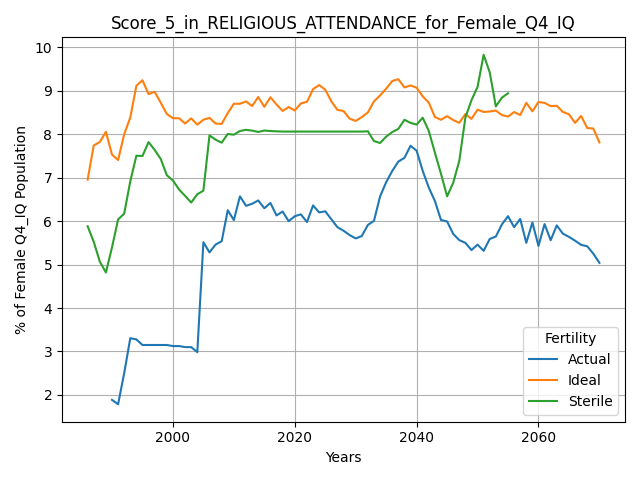 Score_5_in_RELIGIOUS_ATTENDANCE_for_Female_Q4_IQ
% of Female Q4_IQ Population
10
9
8
7
6
5
4
3
2
2000
2020
2040
2060
Years
Fertility
Actual
Ideal
Sterile